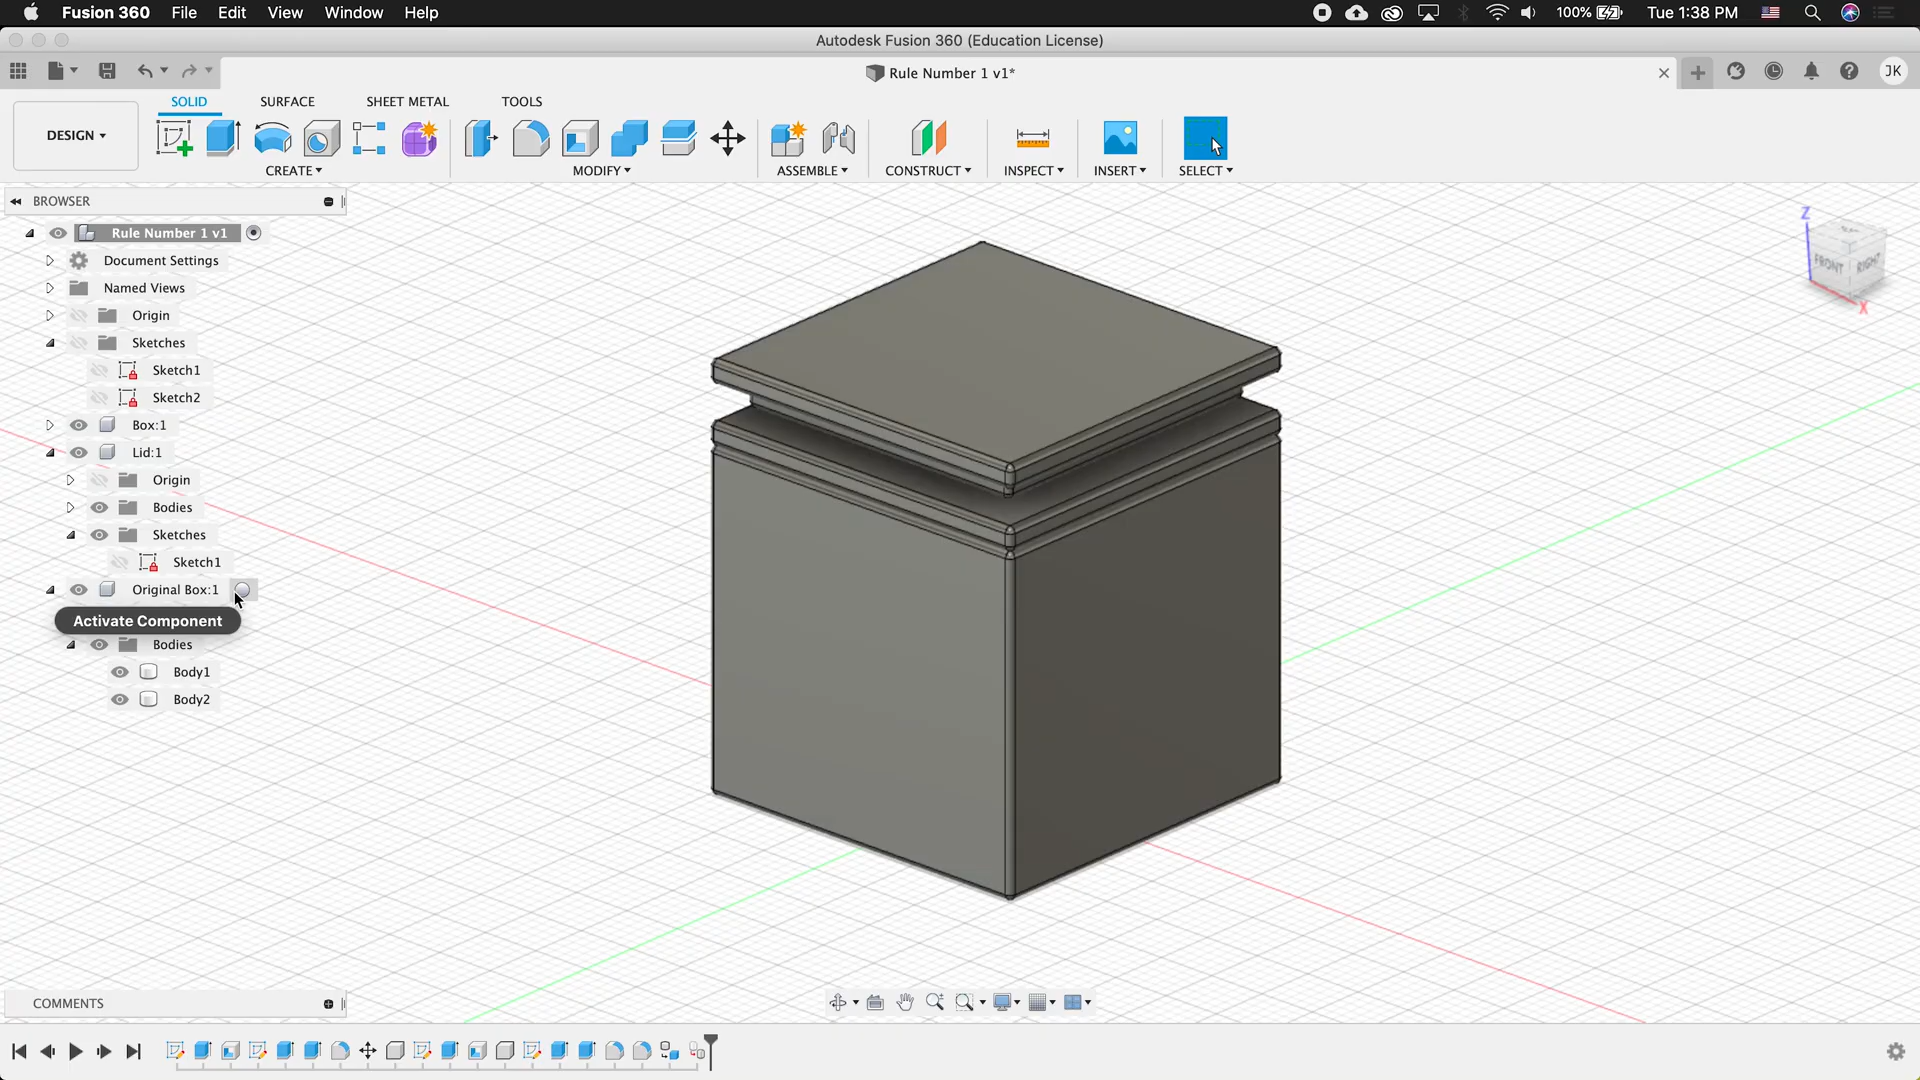 Fusion 360 File Edit View Window Help 100% Tue 1:38 PM
Autodesk Fusion 360 (Education License)
Rule Number 1 v1* JK
SOLID SURFACE SHEET METAL TOOLS
DESIGN
CREATE MODIFY ASSEMBLE CONSTRUCT INSPECT INSERT SELECT
BROWSER
Rule Number 1 v1
Document Settings
Named Views
Origin
Sketches
Sketch1
Sketch2
Box:1
Lid:1
Origin
Bodies
Sketches
Sketch1
Original Box:1
Activate Component
Bodies
Body1
Body2
Z
FRONT RIGHT
X
COMMENTS